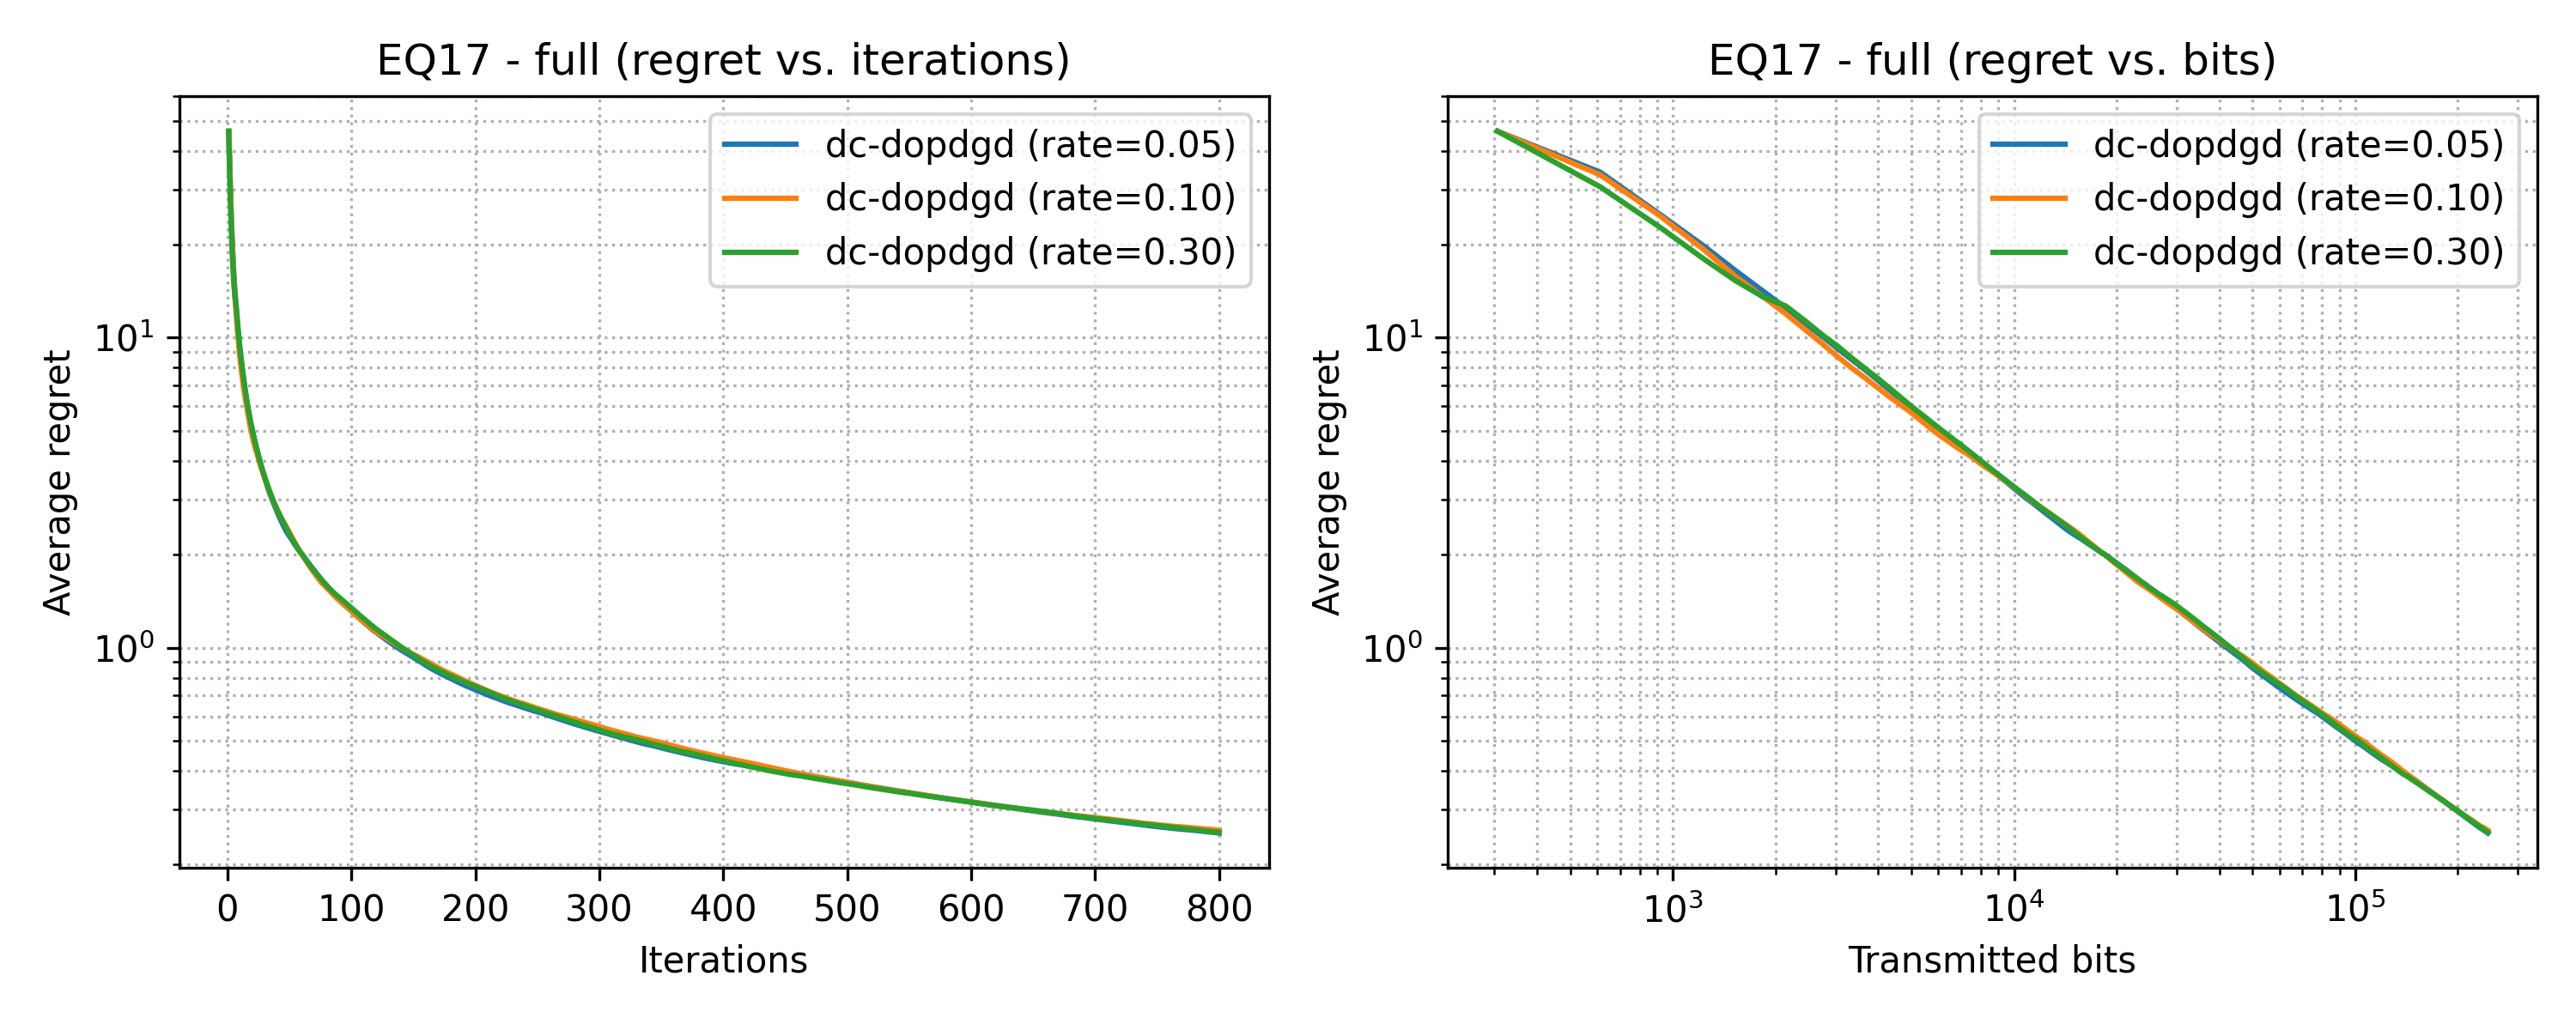 EQ17 - full (regret vs. iterations)
Average regret
10¹
10⁰
dc-dopdgd (rate=0.05)
dc-dopdgd (rate=0.10)
dc-dopdgd (rate=0.30)
0 100 200 300 400 500 600 700 800
Iterations
EQ17 - full (regret vs. bits)
Average regret
10¹
10⁰
dc-dopdgd (rate=0.05)
dc-dopdgd (rate=0.10)
dc-dopdgd (rate=0.30)
10³ 10⁴ 10⁵
Transmitted bits